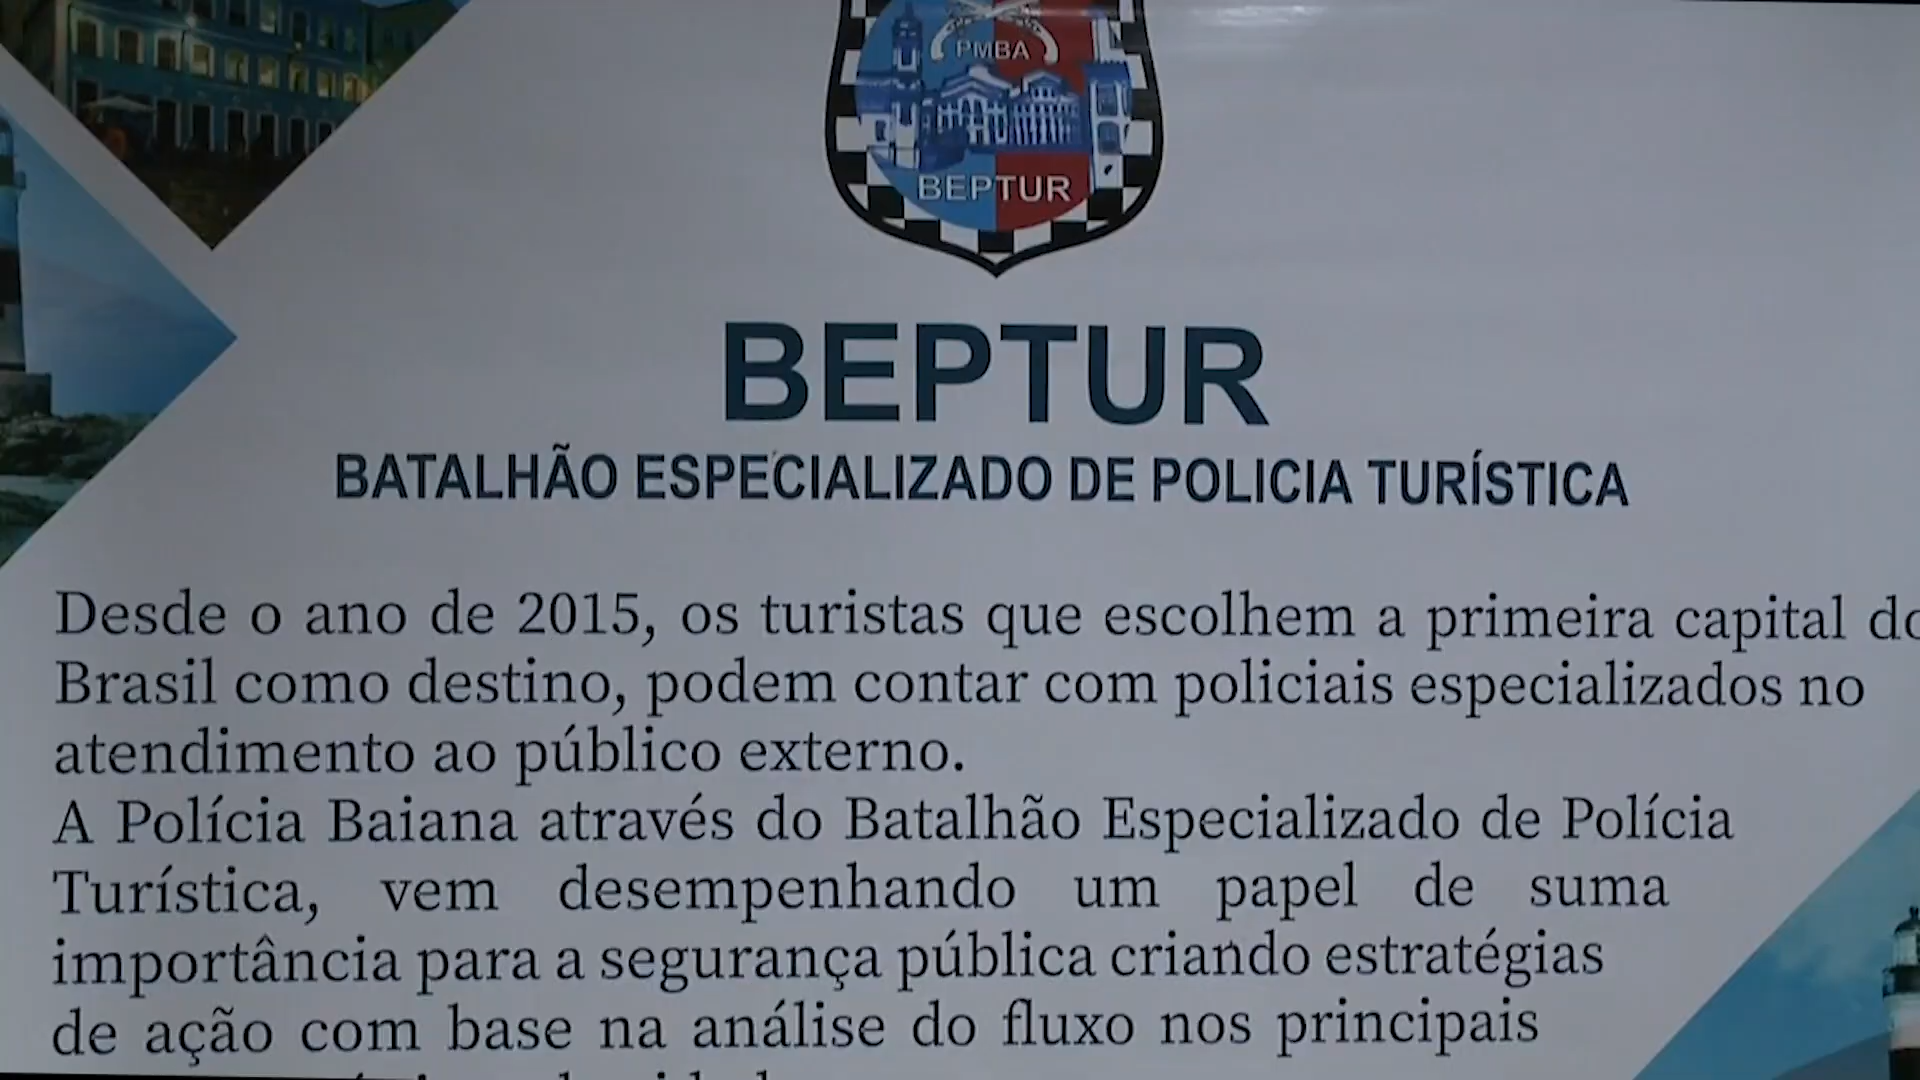 PMBA
BEPTUR
BEPTUR
BATALHÃO ESPECIALIZADO DE POLICIA TURÍSTICA
Desde o ano de 2015, os turistas que escolhem a primeira capital do
Brasil como destino, podem contar com policiais especializados no
atendimento ao público externo.
A Polícia Baiana através do Batalhão Especializado de Polícia
Turística, vem desempenhando um papel de suma
importância para a segurança pública criando estratégias
de ação com base na análise do fluxo nos principais